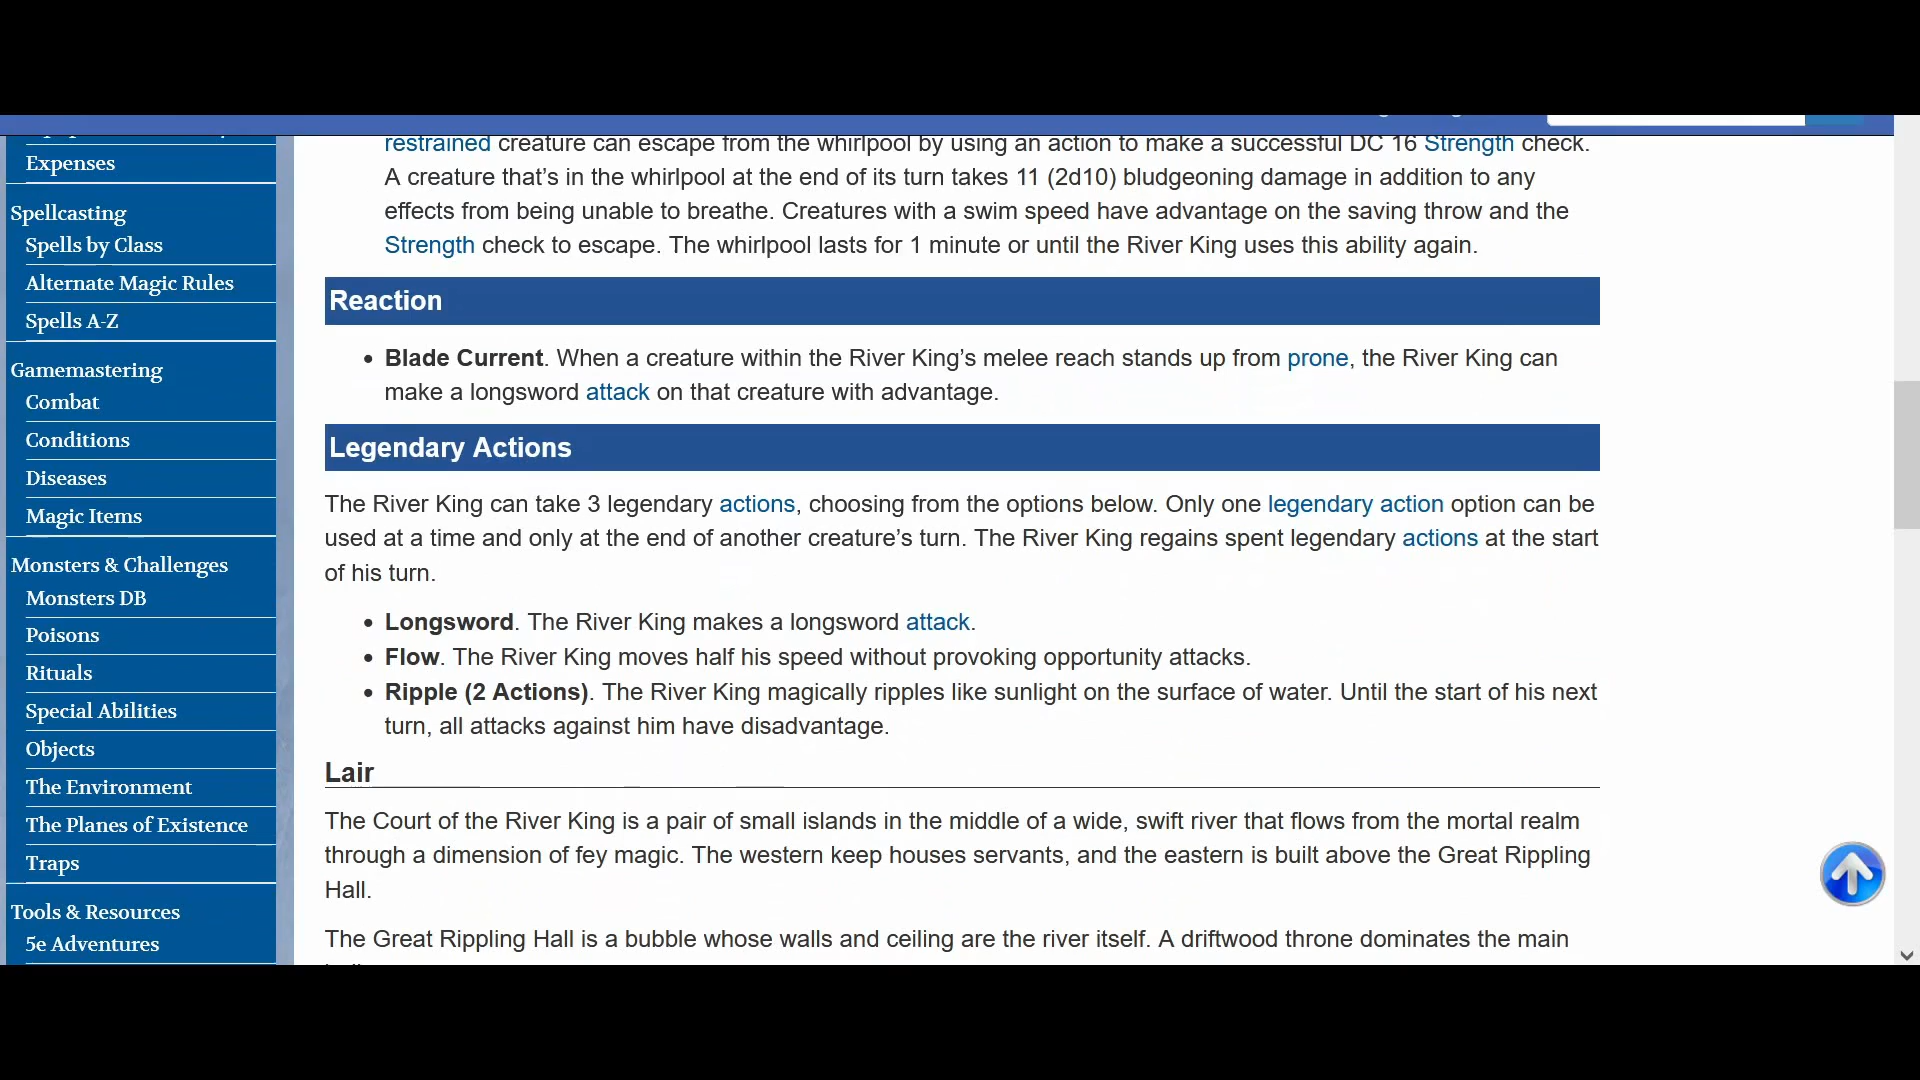 Expenses
Spellcasting
Spells by Class
Alternate Magic Rules
Spells A-Z
Gamemastering
Combat
Conditions
Diseases
Magic Items
Monsters & Challenges
Monsters DB
Poisons
Rituals
Special Abilities
Objects
The Environment
The Planes of Existence
Traps
Tools & Resources
5e Adventures
restrained creature can escape from the whirlpool by using an action to make a successful DC 16 Strength check.
A creature that’s in the whirlpool at the end of its turn takes 11 (2d10) bludgeoning damage in addition to any
effects from being unable to breathe. Creatures with a swim speed have advantage on the saving throw and the
Strength check to escape. The whirlpool lasts for 1 minute or until the River King uses this ability again.
Reaction
• Blade Current. When a creature within the River King’s melee reach stands up from prone, the River King can
make a longsword attack on that creature with advantage.
Legendary Actions
The River King can take 3 legendary actions, choosing from the options below. Only one legendary action option can be
used at a time and only at the end of another creature’s turn. The River King regains spent legendary actions at the start
of his turn.
• Longsword. The River King makes a longsword attack.
• Flow. The River King moves half his speed without provoking opportunity attacks.
• Ripple (2 Actions). The River King magically ripples like sunlight on the surface of water. Until the start of his next
turn, all attacks against him have disadvantage.
Lair
The Court of the River King is a pair of small islands in the middle of a wide, swift river that flows from the mortal realm
through a dimension of fey magic. The western keep houses servants, and the eastern is built above the Great Rippling
Hall.
The Great Rippling Hall is a bubble whose walls and ceiling are the river itself. A driftwood throne dominates the main